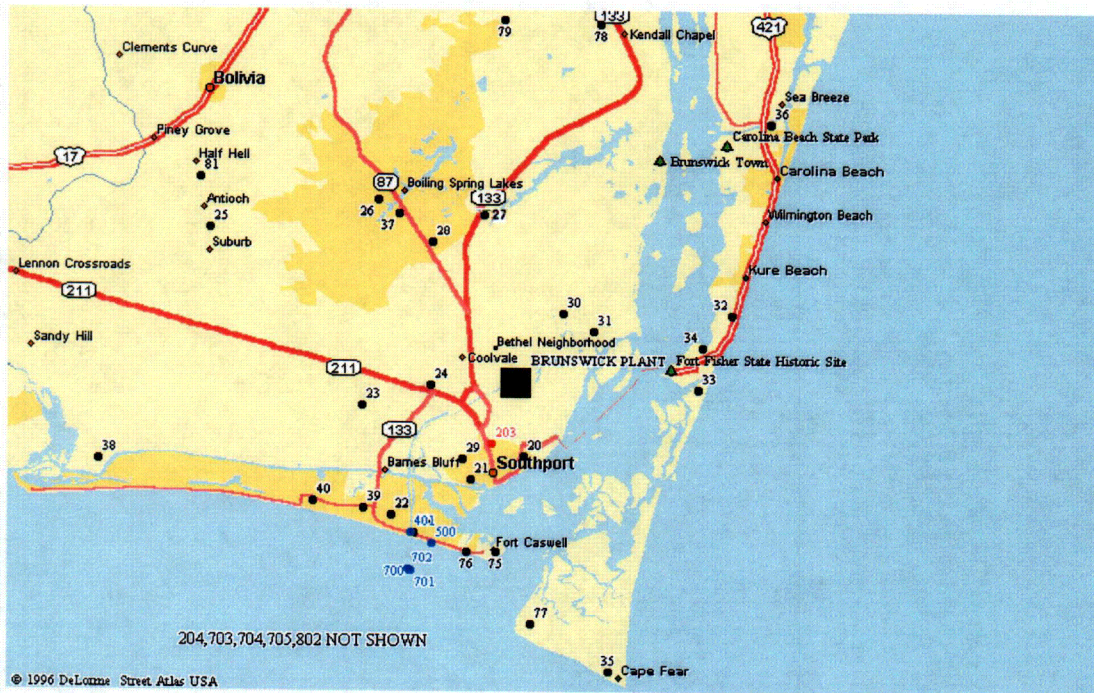 133
79
78
Kendall Chapel
421
Clements Curve
Bolivia
Sea Breeze
36
Piney Grove
Carolina Beach State Park
17
Half Hell
Brunswick Town
81
Carolina Beach
87
Boiling Spring Lakes
133
Antioch
26
27
25
37
Wilmington Beach
28
Suburb
Lennon Crossroads
Kure Beach
211
30
32
31
Sandy Hill
Bethel Neighborhood
34
Coolvale
BRUNSWICK PLANT
Fort Fisher State Historic Site
211
24
33
23
133
203
38
29
20
Barnes Bluff
21
Southport
40
39
22
401
500
702
76
Fort Caswell
75
700
701
77
204,703,704,705,802 NOT SHOWN
35
Cape Fear
© 1996 DeLorme Street Atlas USA